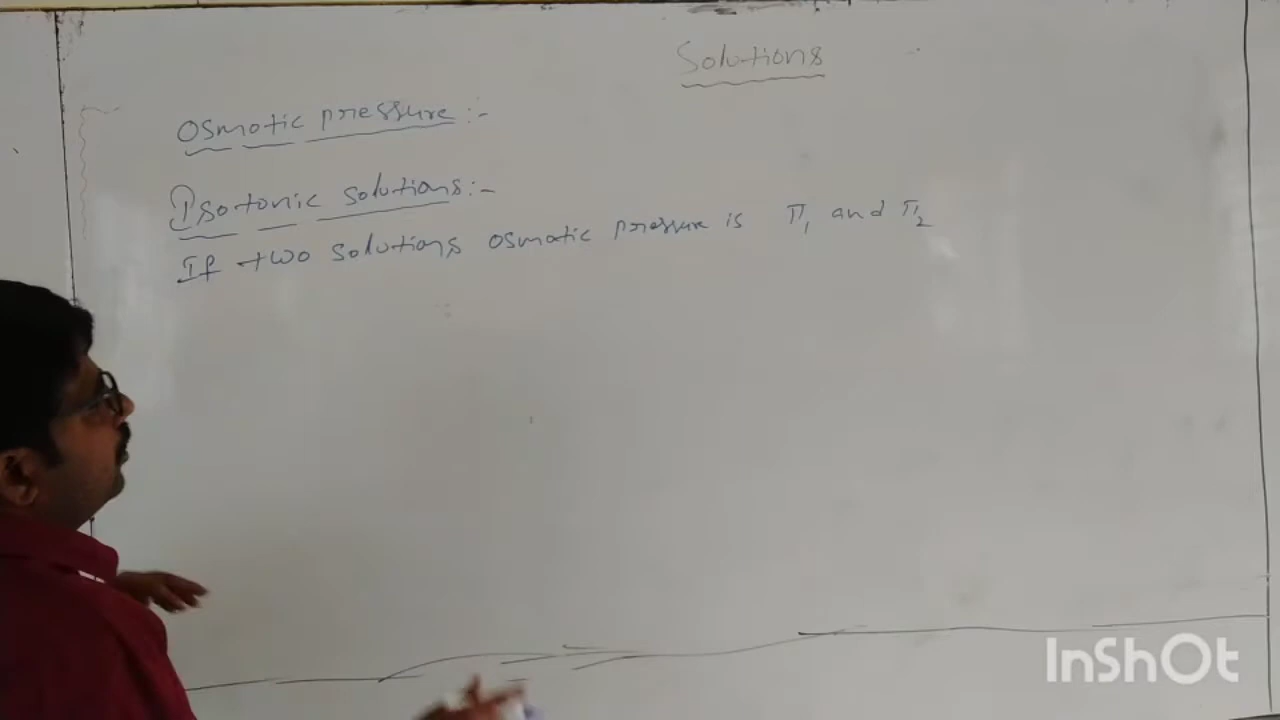 Solutions
Osmotic pressure :-
Isotonic solutions:-
If two solutions osmotic pressure is π₁ and π₂
InShOt